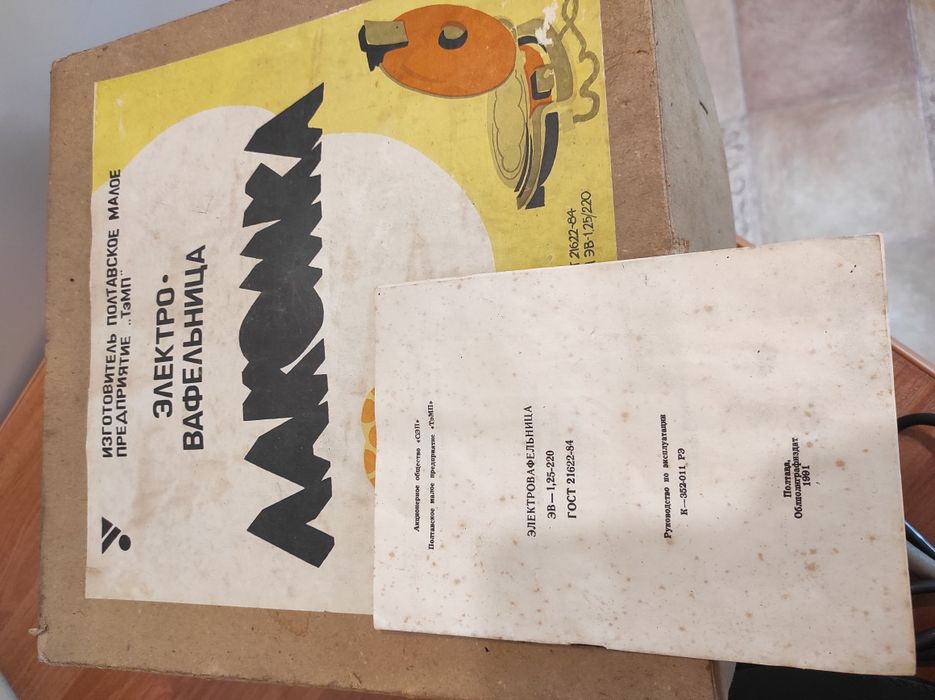 ИЗГОТОВИТЕЛЬ ПОЛТАВСКОЕ МАЛОЕ
ПРЕДПРИЯТИЕ „ТэМП"
ЭЛЕКТРО-
ВАФЕЛЬНИЦА
ЛАКОМКА
21622-84
ЭВ-1,25/220
Акционерное общество «СЭП»
Полтавское малое предприятие «ТэМП»
ЭЛЕКТРОВАФЕЛЬНИЦА
ЭВ—1,25-220
ГОСТ 21622-84
Руководство по эксплуатации
К—352-011 РЭ
Полтава,
Облполиграфиздат
1991